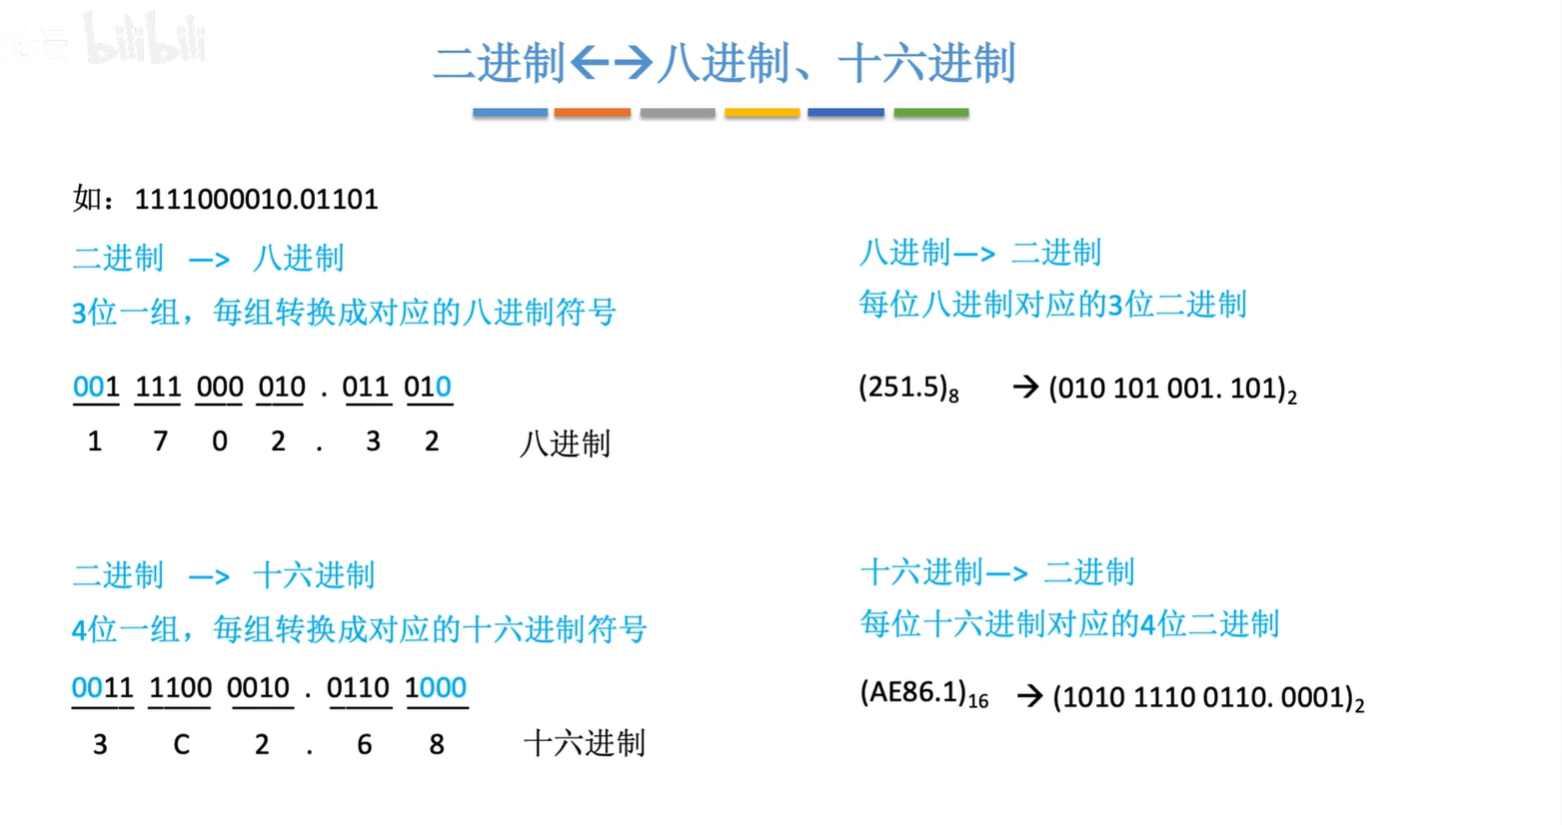 bilibili
二进制←→八进制、十六进制
如：1111000010.01101
二进制 —> 八进制
3位一组，每组转换成对应的八进制符号
001 111 000 010 . 011 010
1 7 0 2 . 3 2 八进制
八进制—> 二进制
每位八进制对应的3位二进制
(251.5)8 → (010 101 001. 101)2
二进制 —> 十六进制
4位一组，每组转换成对应的十六进制符号
0011 1100 0010 . 0110 1000
3 C 2 . 6 8 十六进制
十六进制—> 二进制
每位十六进制对应的4位二进制
(AE86.1)16 → (1010 1110 0110. 0001)2